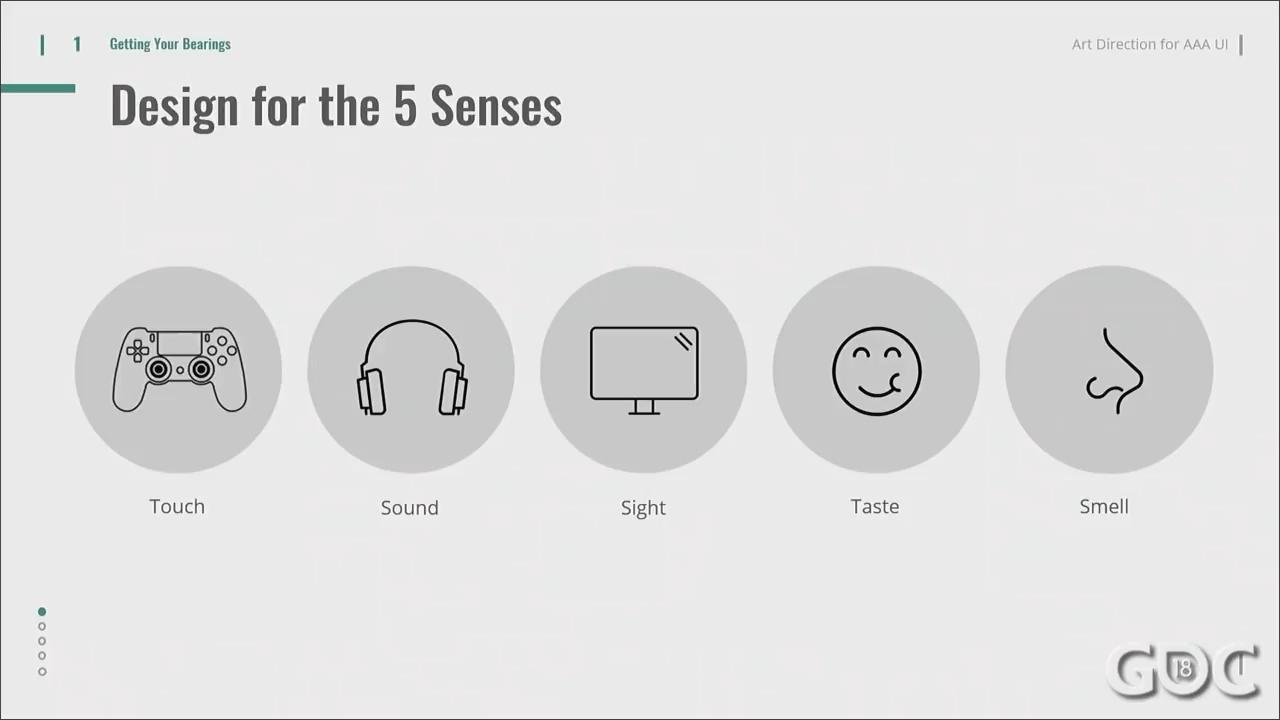 1 Getting Your Bearings
Art Direction for AAA UI
Design for the 5 Senses
Touch
Sound
Sight
Taste
Smell
GDC
18